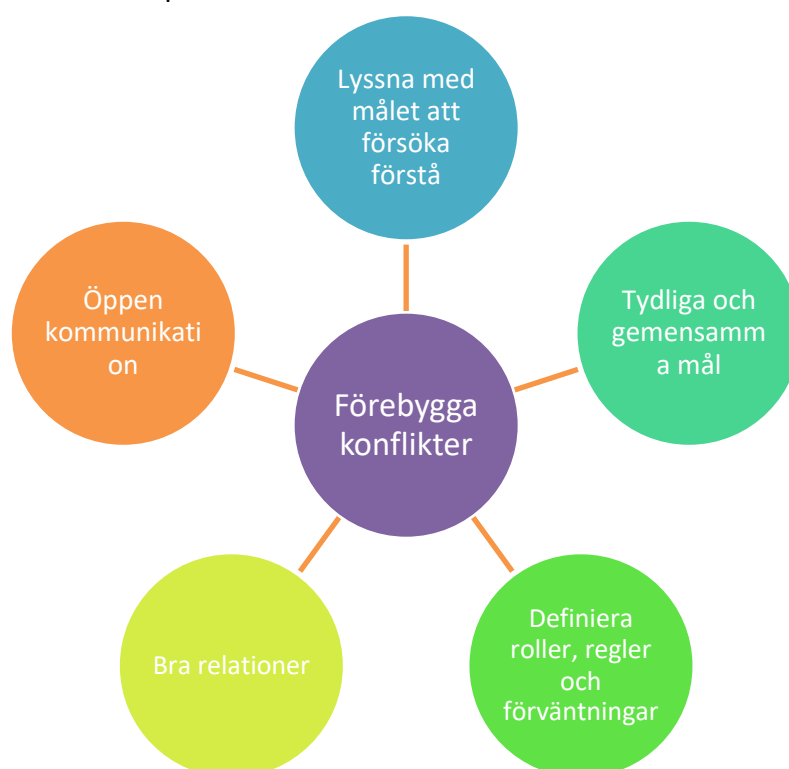 Lyssna med
målet att
försöka
förstå
Öppen
kommunikati
on
Tydliga och
gemensamm
a mål
Förebygga
konflikter
Bra relationer
Definiera
roller, regler
och
förväntningar